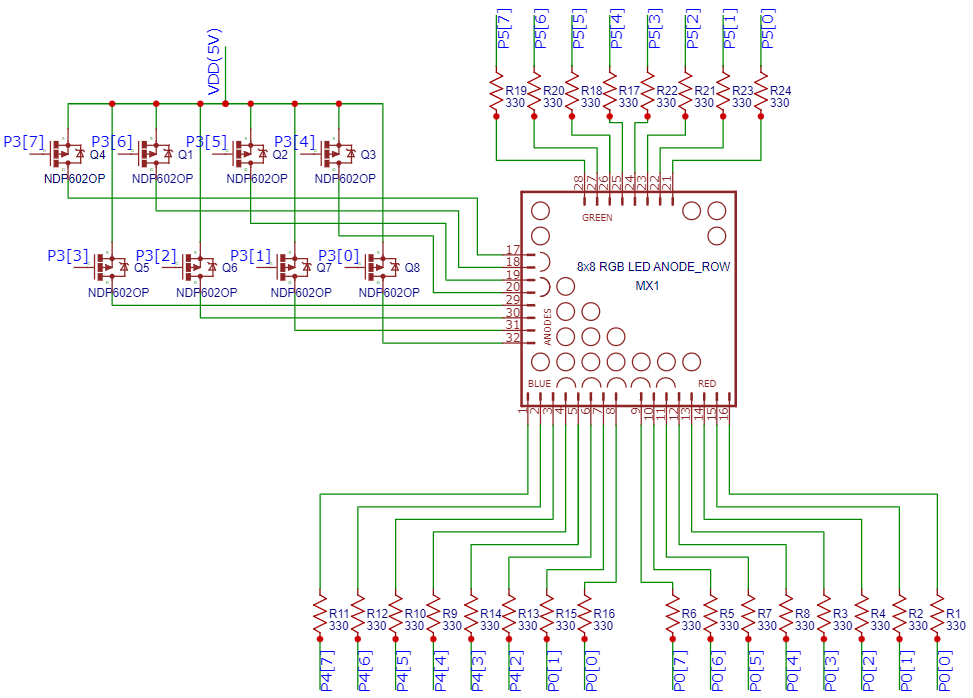 P5[7] P5[6] P5[5] P5[4] P5[3] P5[2] P5[1] P5[0]
VDD(5V)
R19 R20 R18 R17 R22 R21 R23 R24
330 330 330 330 330 330 330 330
P3[7] P3[6] P3[5] P3[4]
Q4 Q1 Q2 Q3
NDP602OP NDP602OP NDP602OP NDP602OP
28 27 26 25 24 23 22 21
GREEN
P3[3] P3[2] P3[1] P3[0]
Q5 Q6 Q7 Q8
NDP602OP NDP602OP NDP602OP NDP602OP
17
18
19
20
29
30
31
32
8x8 RGB LED ANODE_ROW
MX1
ANODES
BLUE RED
1 2 3 4 5 6 7 8 9 10 11 12 13 14 15 16
R11 R12 R10 R9 R14 R13 R15 R16 R6 R5 R7 R8 R3 R4 R2 R1
330 330 330 330 330 330 330 330 330 330 330 330 330 330 330 330
P4[7] P4[6] P4[5] P4[4] P4[3] P4[2] P0[1] P0[0] P0[7] P0[6] P0[5] P0[4] P0[3] P0[2] P0[1] P0[0]